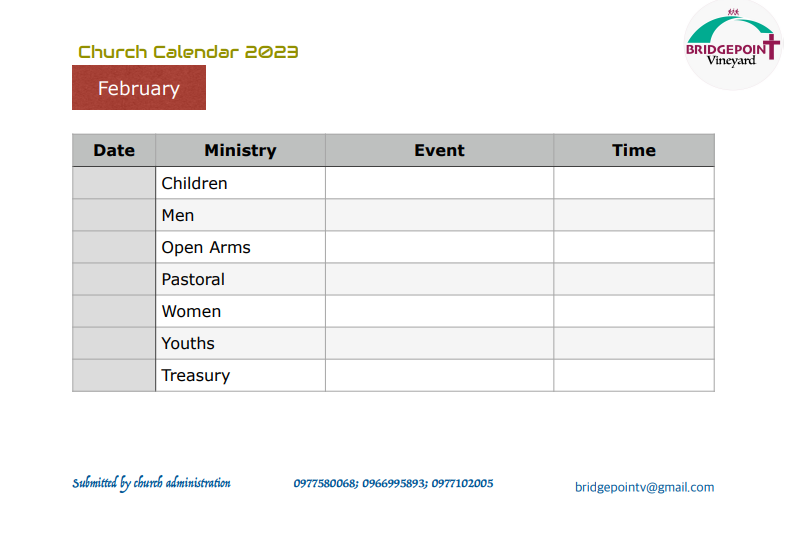 Church Calendar 2023
BRIDGEPOINT
Vineyard
February
Date Ministry Event Time
Children
Men
Open Arms
Pastoral
Women
Youths
Treasury
Submitted by church administration 0977580068; 0966995893; 0977102005 bridgepointv@gmail.com